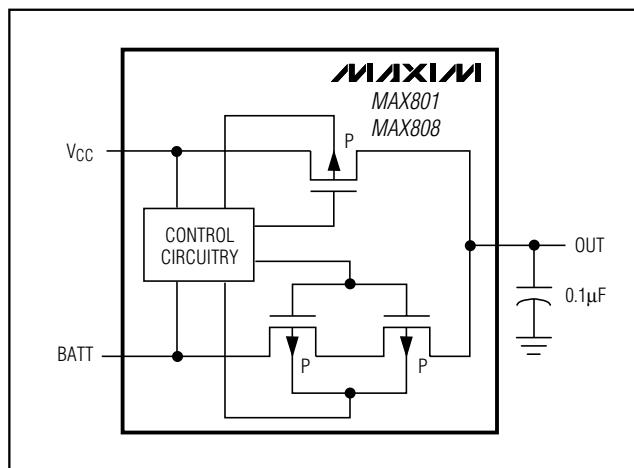 MAXIM
MAX801
MAX808
P
VCC
CONTROL
CIRCUITRY
OUT
0.1µF
BATT
P
P